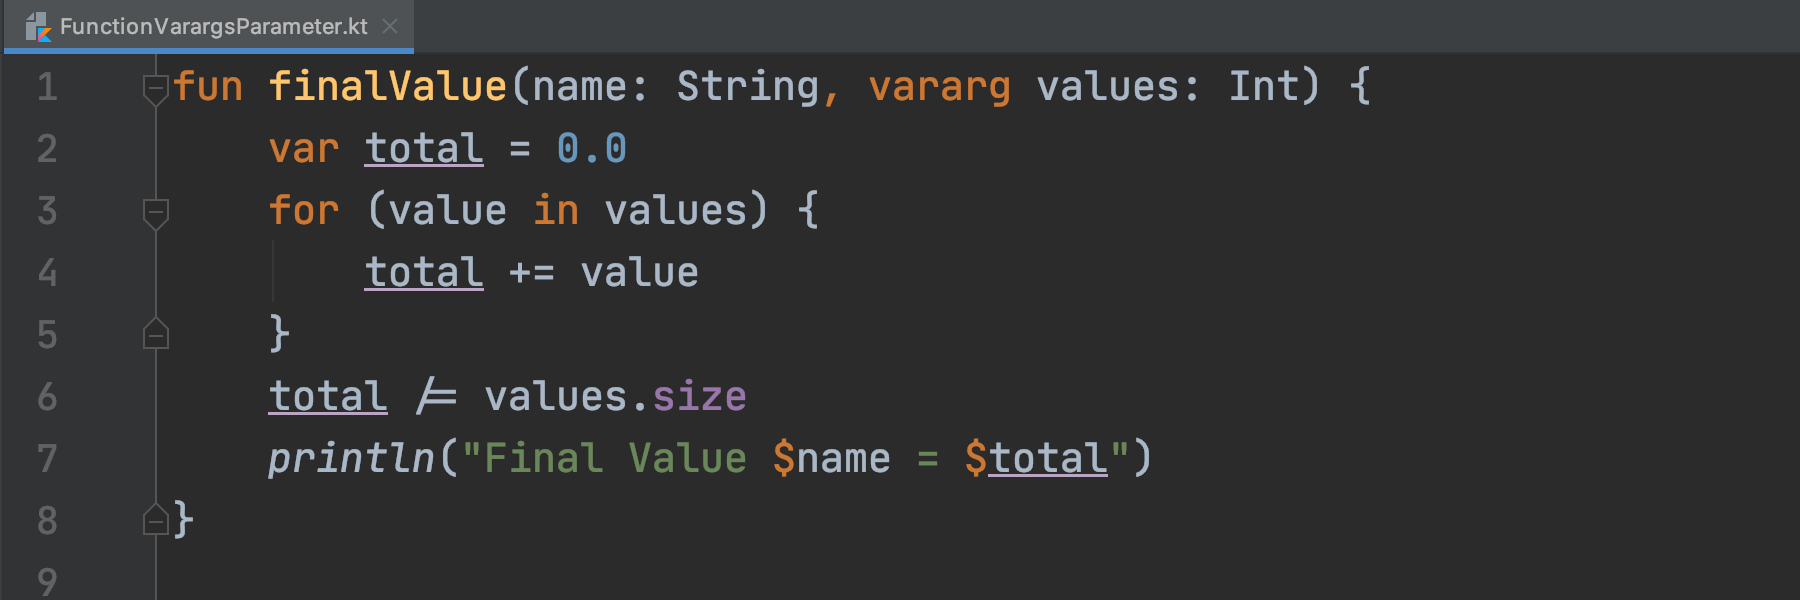 FunctionVarargsParameter.kt
1 fun finalValue(name: String, vararg values: Int) {
2     var total = 0.0
3     for (value in values) {
4         total += value
5     }
6     total /= values.size
7     println("Final Value $name = $total")
8 }
9